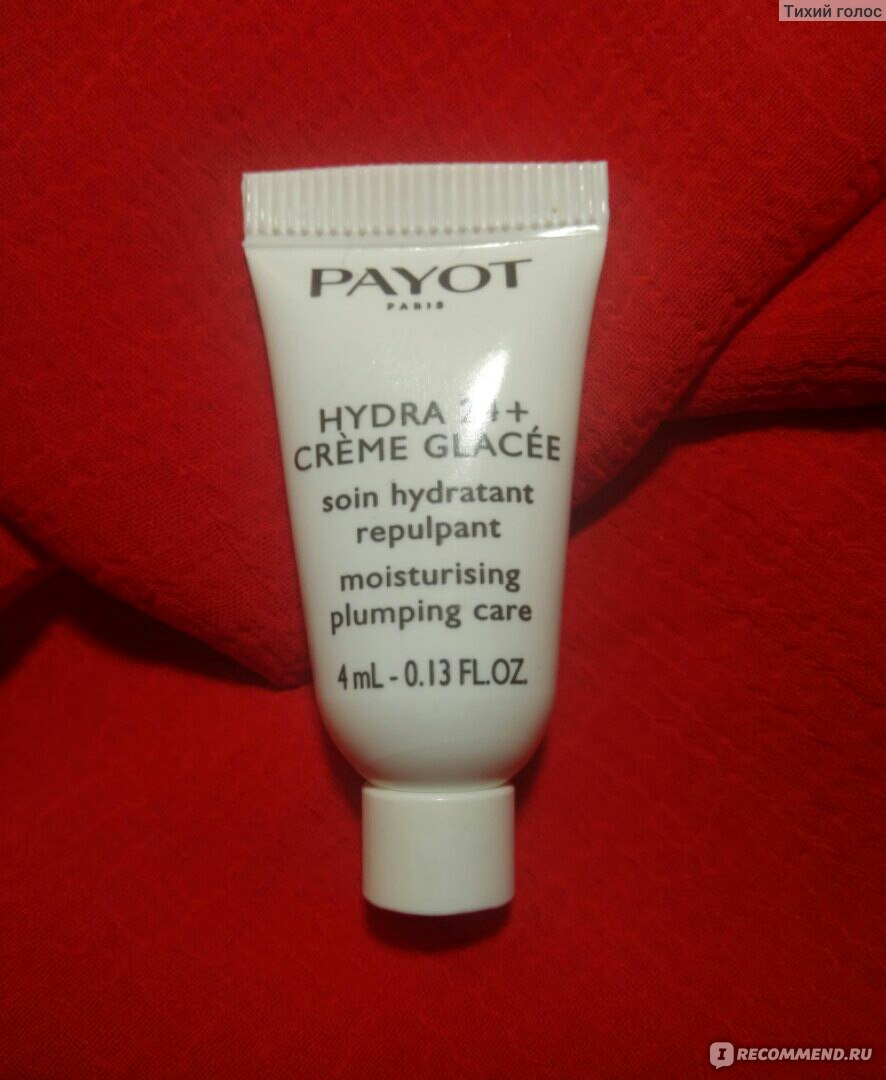 Тихий голос
PAYOT
PARIS
HYDRA 24+
CRÈME GLACÉE
soin hydratant
repulpant
moisturising
plumping care
4 mL - 0.13 FL.OZ.
IRECOMMEND.RU